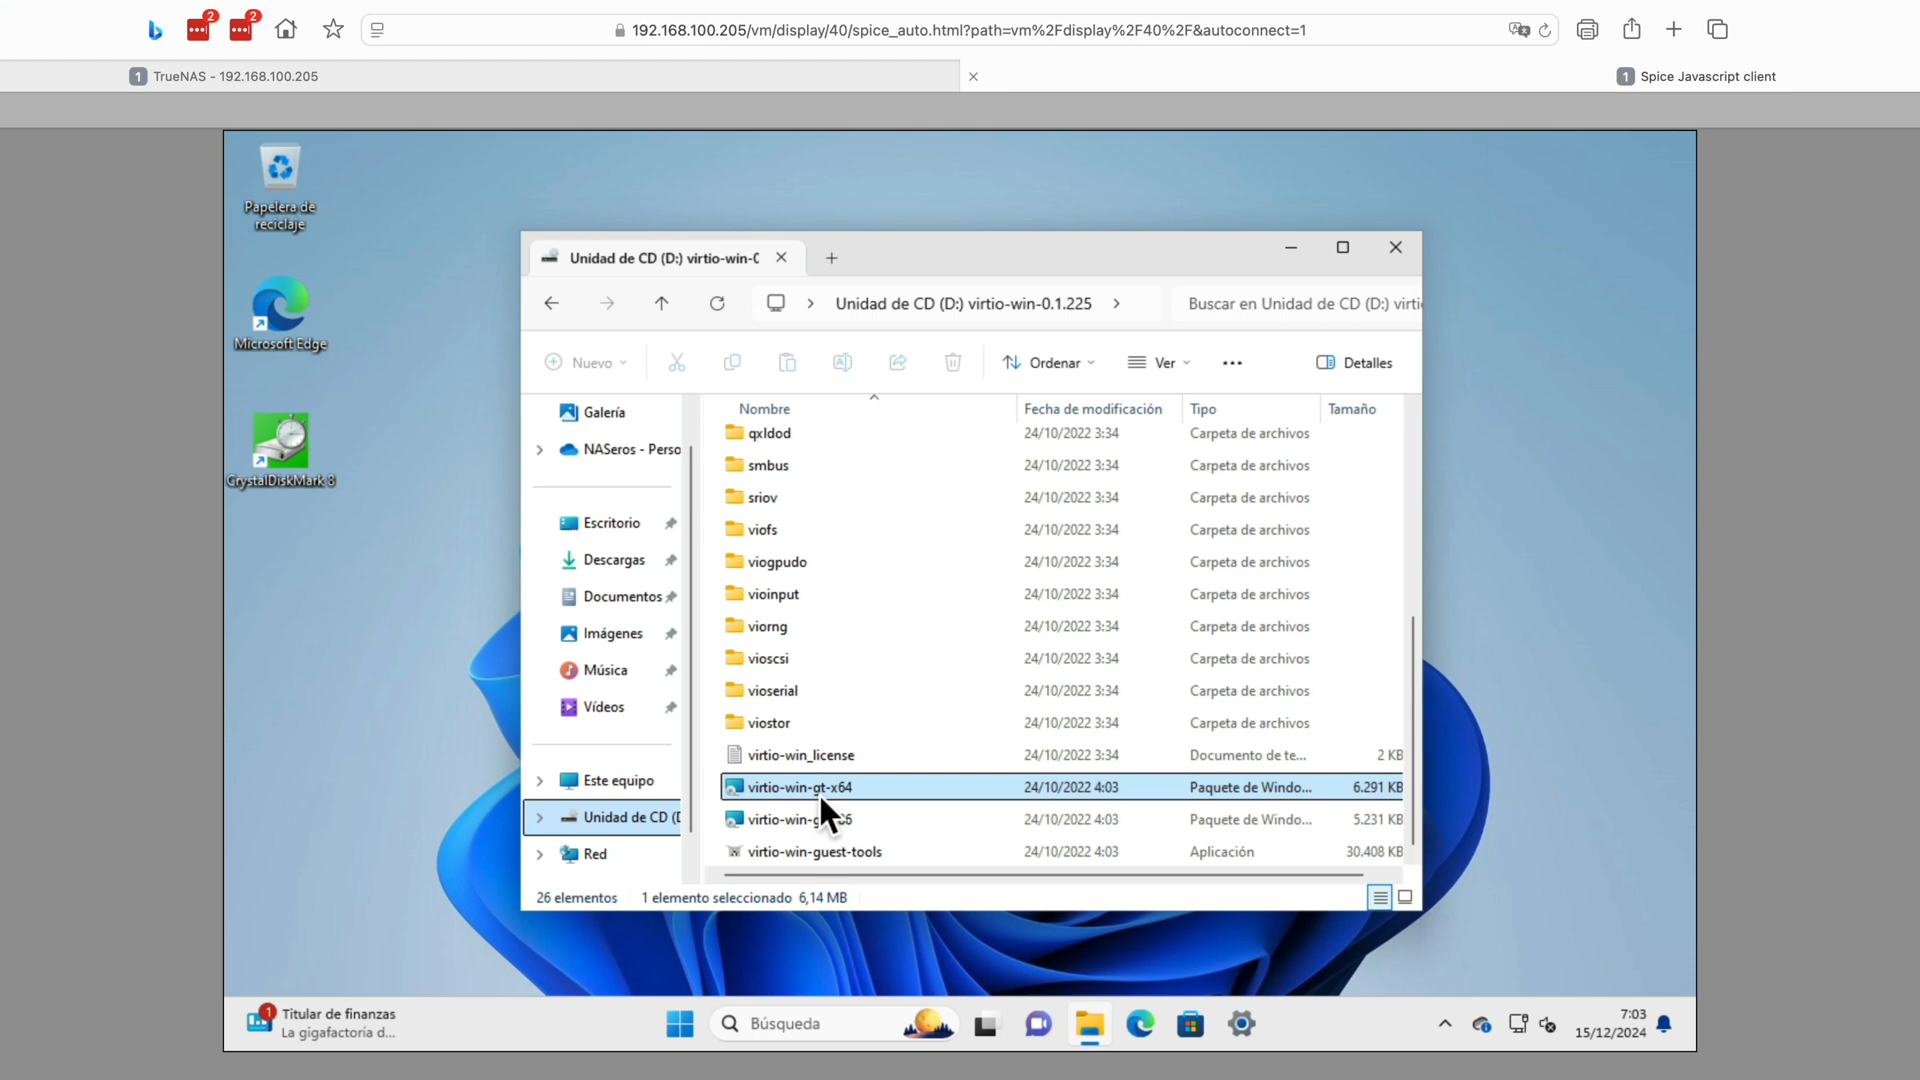 2
2
192.168.100.205/vm/display/40/spice_auto.html?path=vm%2Fdisplay%2F40%2F&autoconnect=1
1 TrueNAS - 192.168.100.205
1 Spice Javascript client
Papelera de
reciclaje
Microsoft Edge
CrystalDiskMark 8
Unidad de CD (D:) virtio-win-0
Unidad de CD (D:) virtio-win-0.1.225
Buscar en Unidad de CD (D:) virti
Nuevo
Ordenar
Ver
Detalles
Galería
NASeros - Perso
Escritorio
Descargas
Documentos
Imágenes
Música
Vídeos
Este equipo
Unidad de CD (D
Red
Nombre Fecha de modificación Tipo Tamaño
qxldod 24/10/2022 3:34 Carpeta de archivos
smbus 24/10/2022 3:34 Carpeta de archivos
sriov 24/10/2022 3:34 Carpeta de archivos
viofs 24/10/2022 3:34 Carpeta de archivos
viogpudo 24/10/2022 3:34 Carpeta de archivos
vioinput 24/10/2022 3:34 Carpeta de archivos
viorng 24/10/2022 3:34 Carpeta de archivos
vioscsi 24/10/2022 3:34 Carpeta de archivos
vioserial 24/10/2022 3:34 Carpeta de archivos
viostor 24/10/2022 3:34 Carpeta de archivos
virtio-win_license 24/10/2022 3:34 Documento de te... 2 KB
virtio-win-gt-x64 24/10/2022 4:03 Paquete de Windo... 6.291 KB
virtio-win-g 24/10/2022 4:03 Paquete de Windo... 5.231 KB
virtio-win-guest-tools 24/10/2022 4:03 Aplicación 30.408 KB
26 elementos 1 elemento seleccionado 6,14 MB
1
Titular de finanzas
La gigafactoría d...
Búsqueda
7:03
15/12/2024